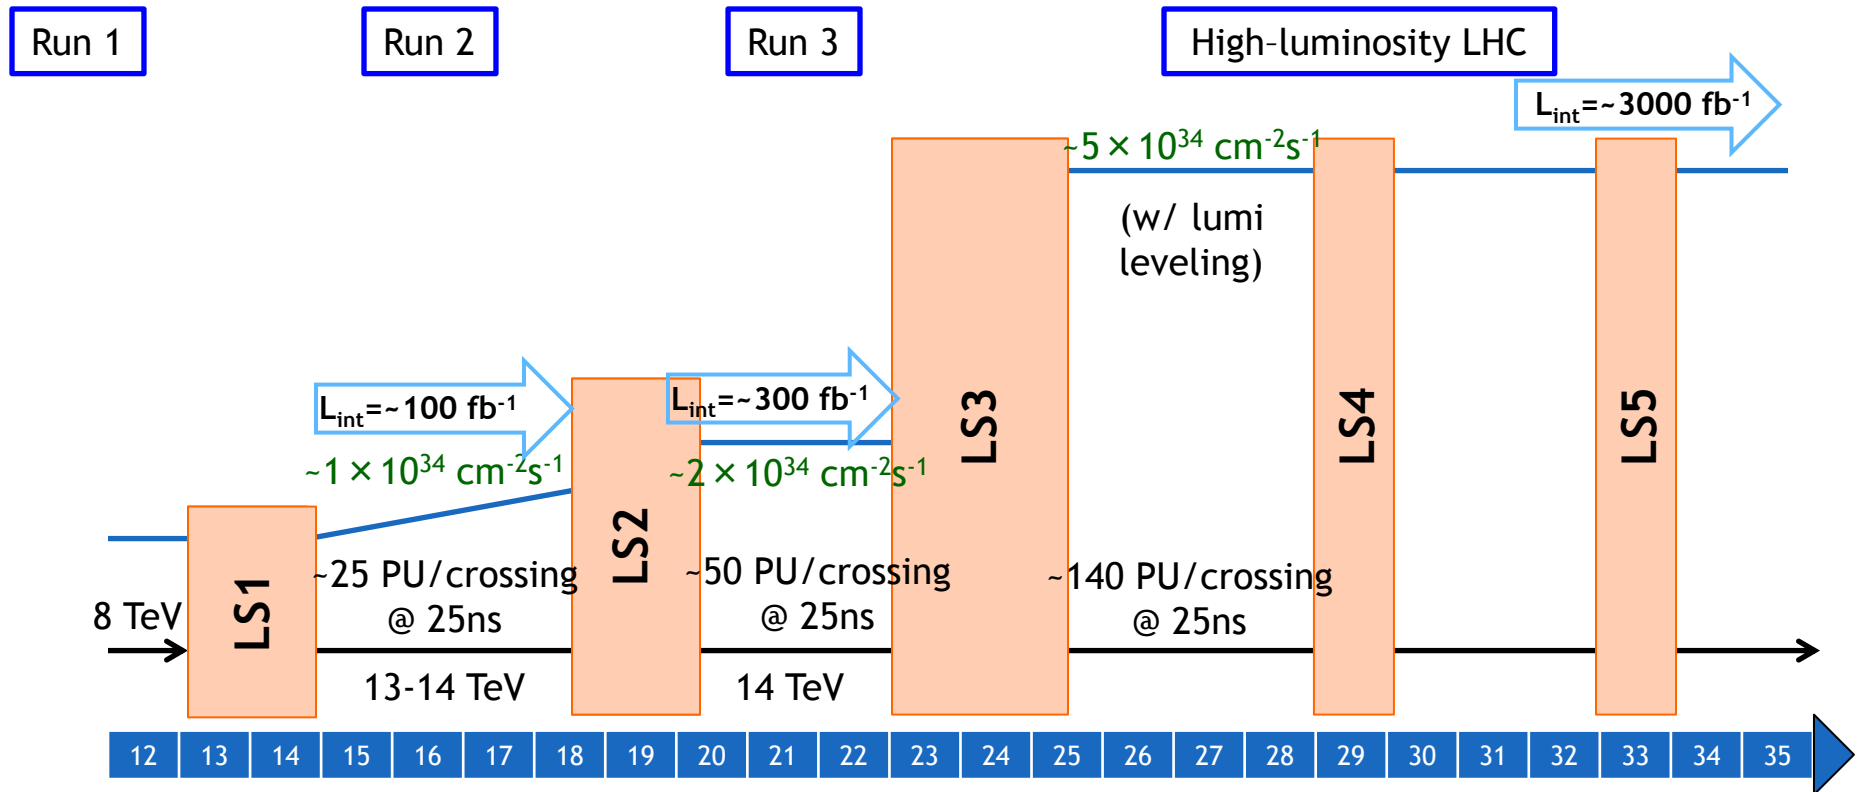 Run 1
Run 2
Run 3
High-luminosity LHC
L_int=~3000 fb⁻¹
~5×10³⁴ cm⁻²s⁻¹
(w/ lumi
leveling)
L_int=~100 fb⁻¹
L_int=~300 fb⁻¹
~1×10³⁴ cm⁻²s⁻¹
~2×10³⁴ cm⁻²s⁻¹
LS1
LS2
LS3
LS4
LS5
8 TeV
~25 PU/crossing
@ 25ns
~50 PU/crossing
@ 25ns
~140 PU/crossing
@ 25ns
13-14 TeV
14 TeV
12 13 14 15 16 17 18 19 20 21 22 23 24 25 26 27 28 29 30 31 32 33 34 35